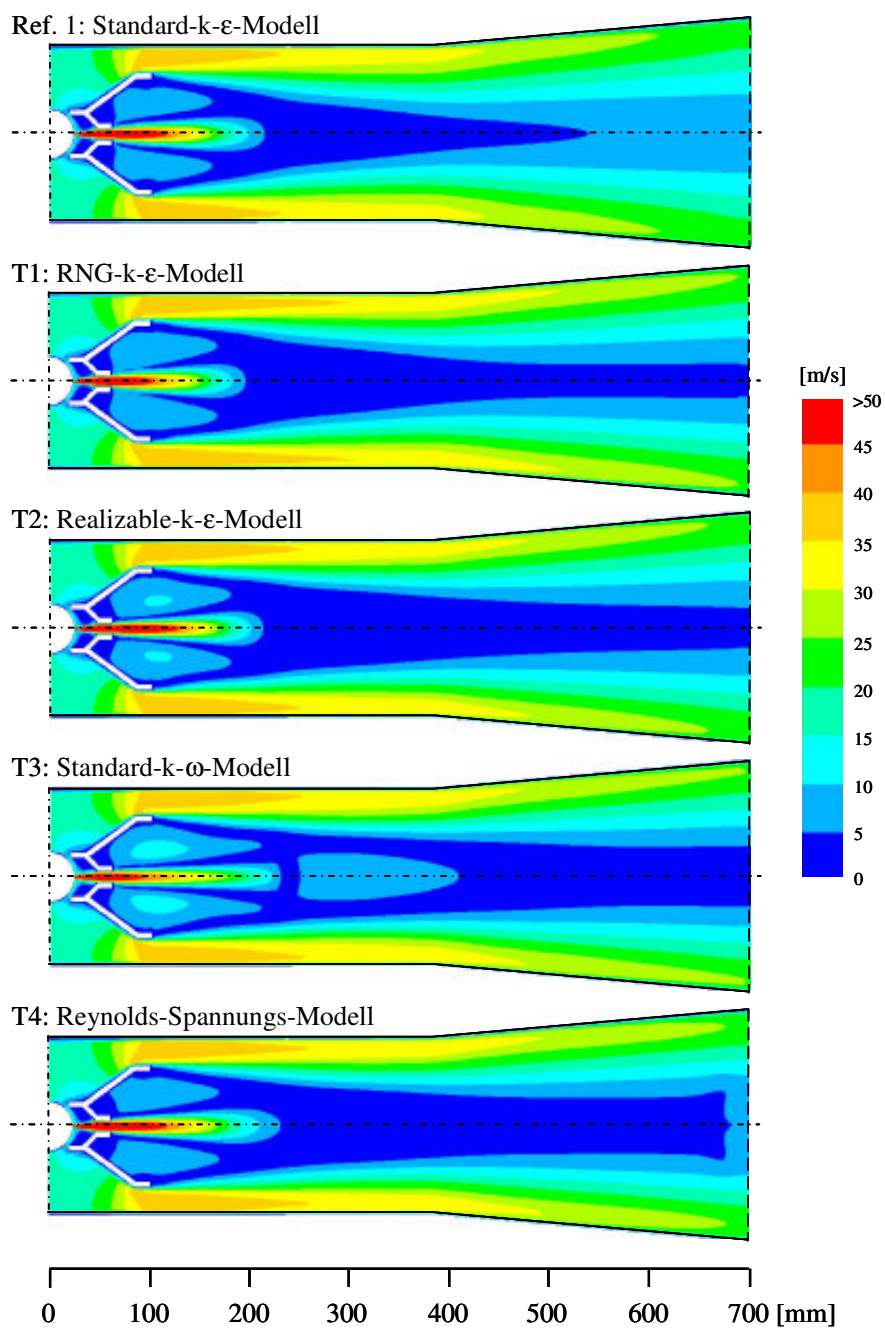 Ref. 1: Standard-k-ε-Modell
T1: RNG-k-ε-Modell
T2: Realizable-k-ε-Modell
T3: Standard-k-ω-Modell
T4: Reynolds-Spannungs-Modell
[m/s]
>50
45
40
35
30
25
20
15
10
5
0
0 100 200 300 400 500 600 700 [mm]